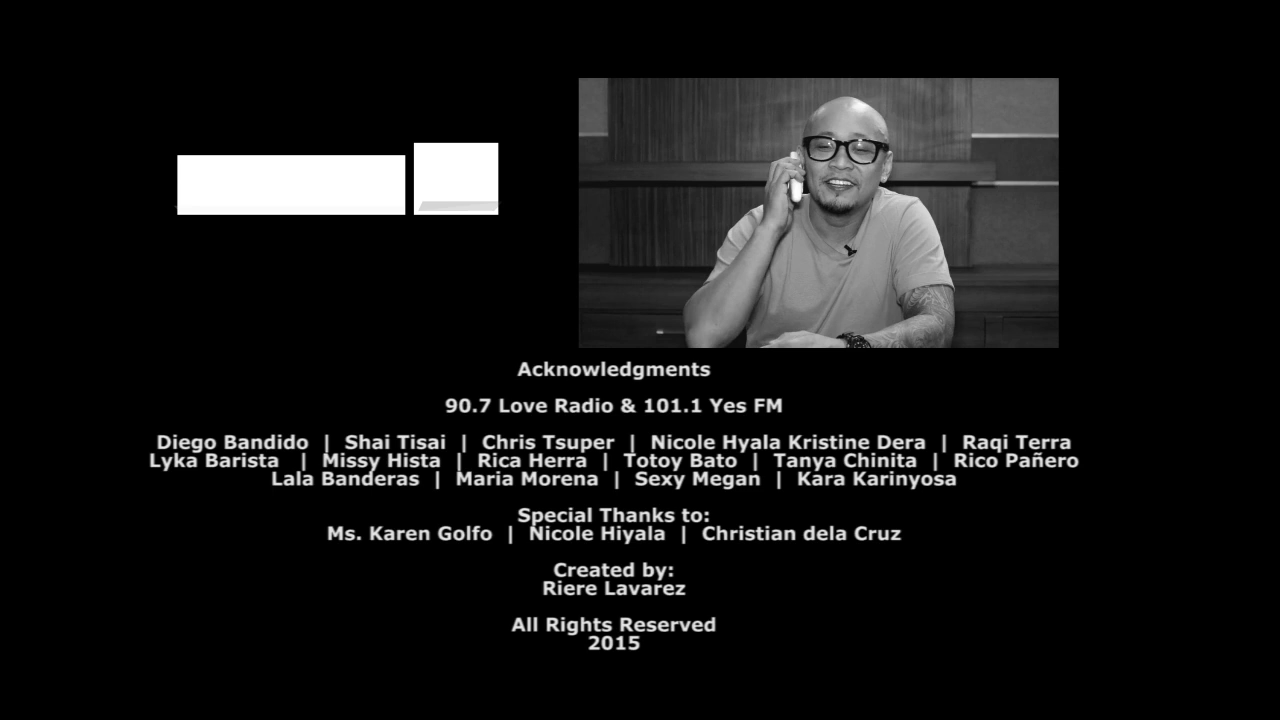 Acknowledgments
90.7 Love Radio & 101.1 Yes FM
Diego Bandido | Shai Tisai | Chris Tsuper | Nicole Hyala Kristine Dera | Raqi Terra
Lyka Barista | Missy Hista | Rica Herra | Totoy Bato | Tanya Chinita | Rico Pañero
Lala Banderas | Maria Morena | Sexy Megan | Kara Karinyosa
Special Thanks to:
Ms. Karen Golfo | Nicole Hiyala | Christian dela Cruz
Created by:
Riere Lavarez
All Rights Reserved
2015